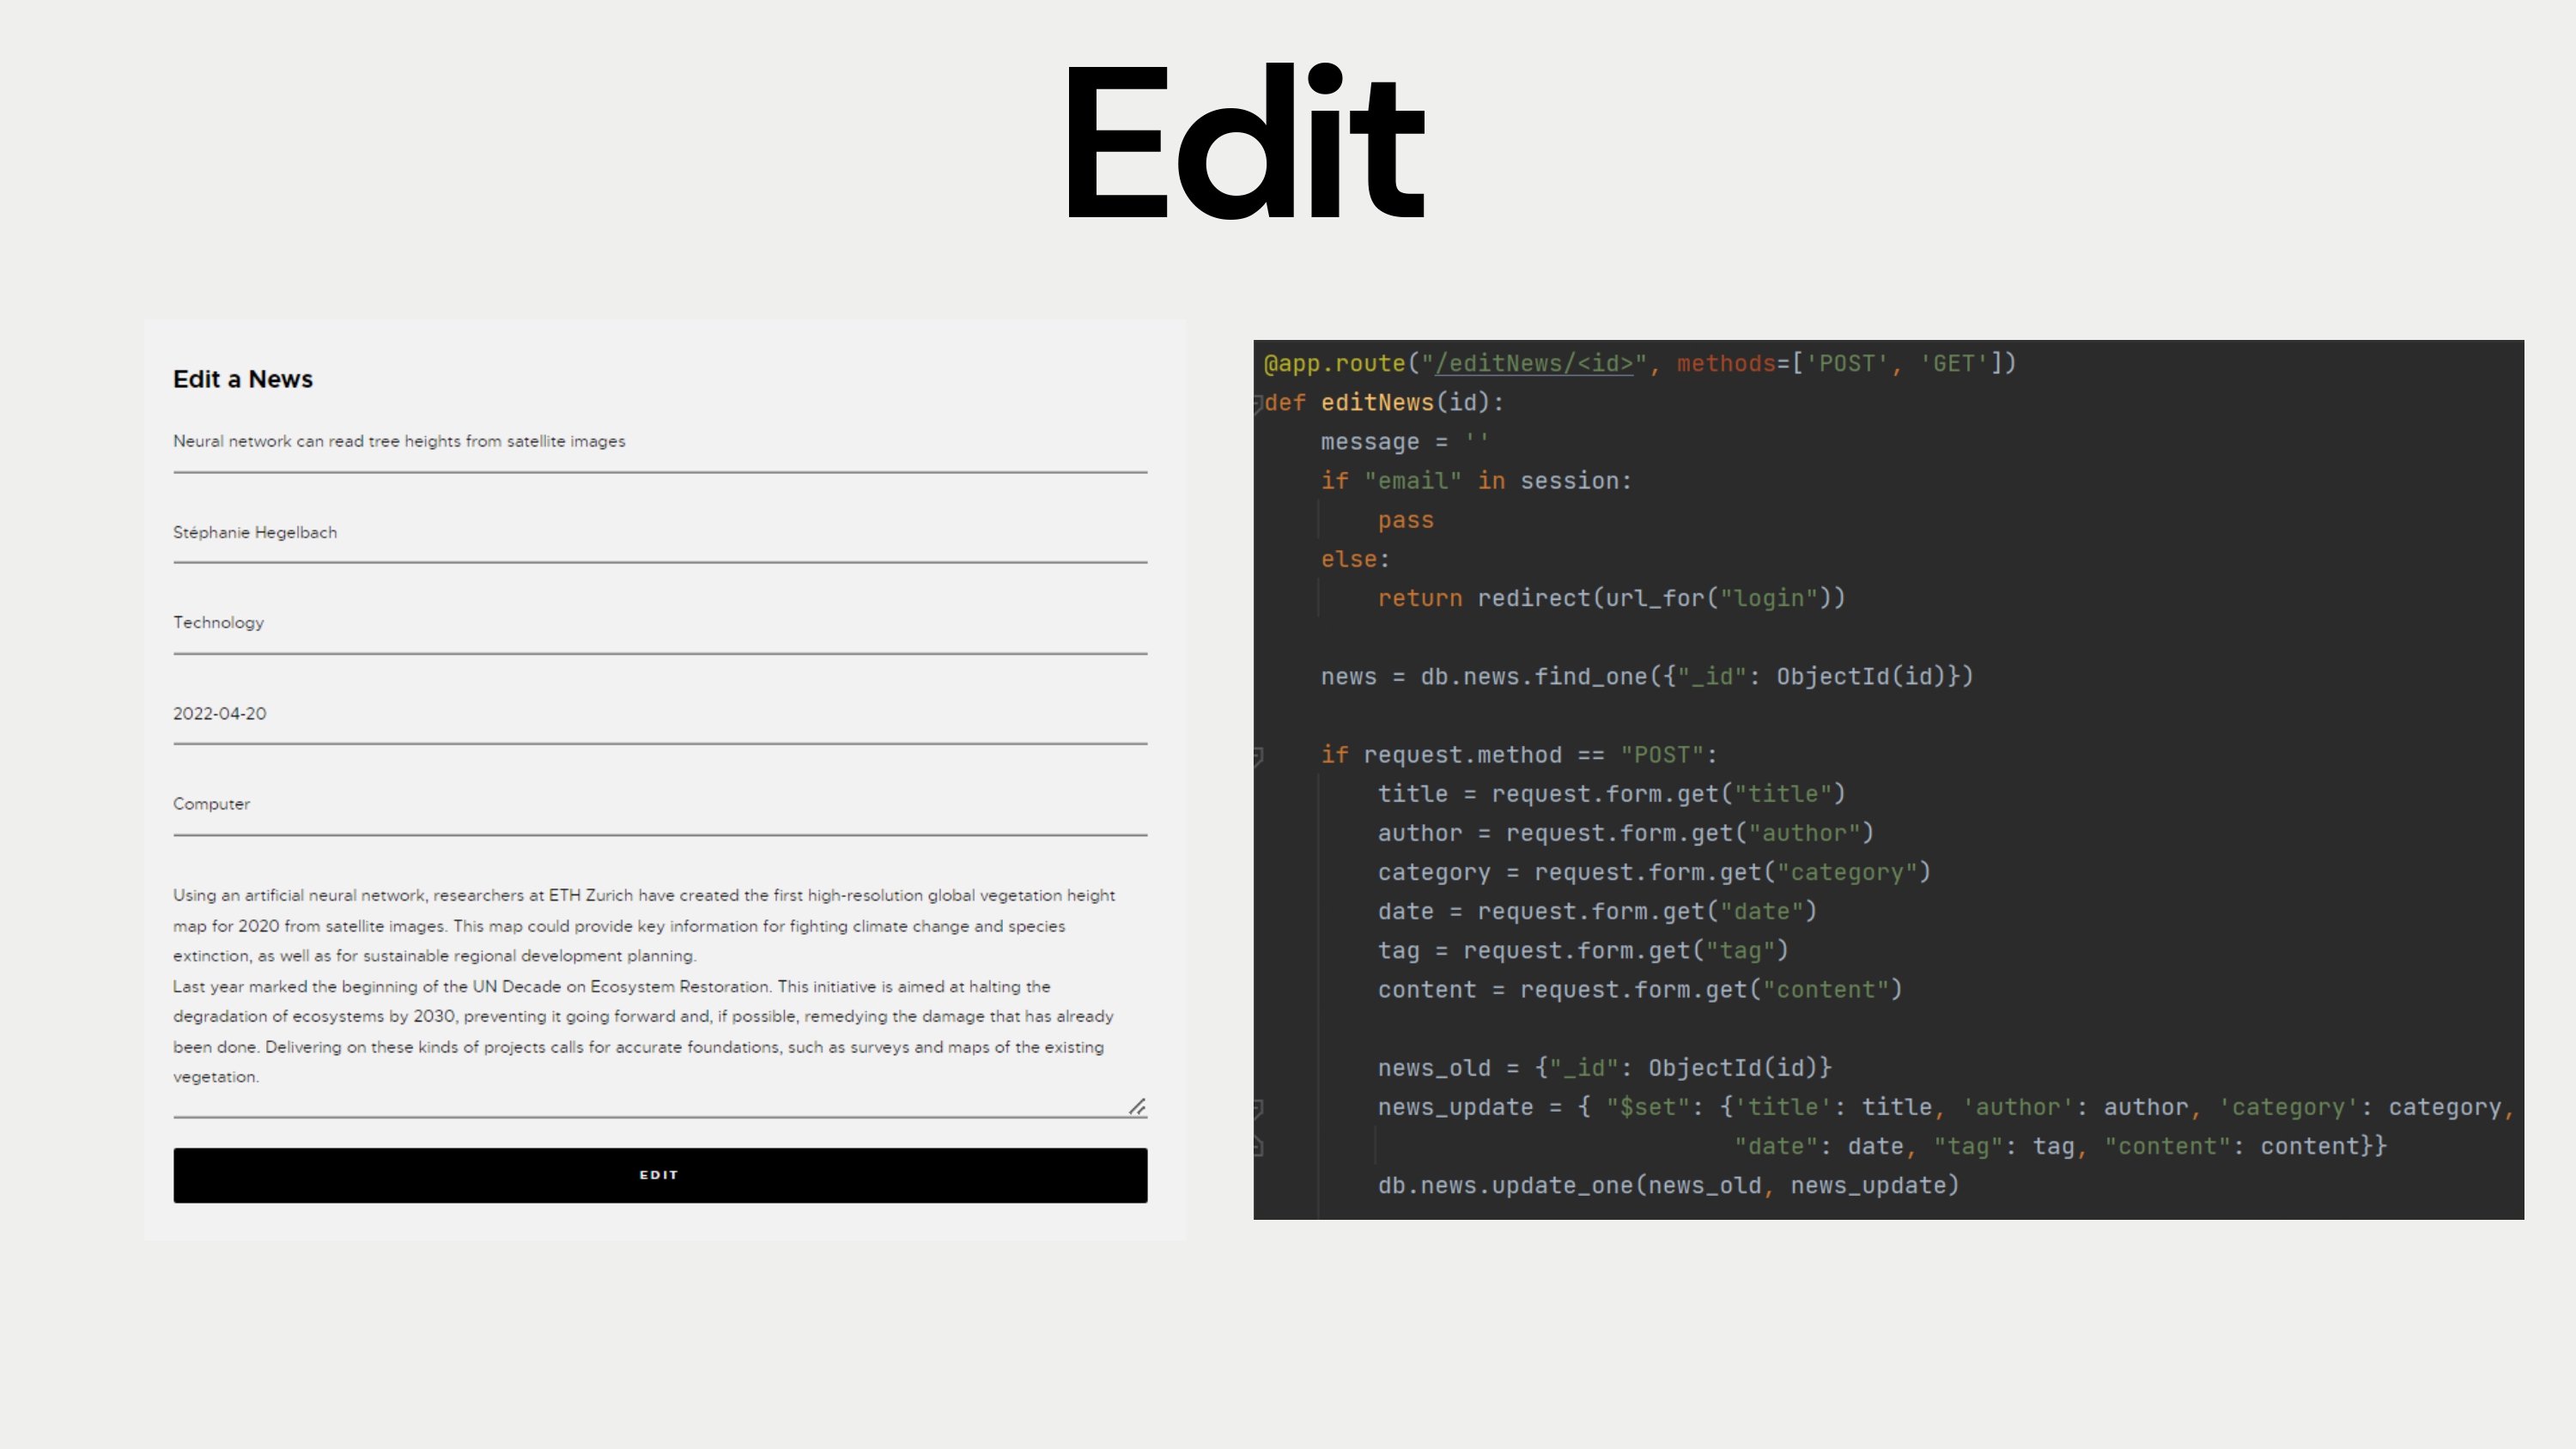 Edit
Edit a News
Neural network can read tree heights from satellite images
Stéphanie Hegelbach
Technology
2022-04-20
Computer
Using an artificial neural network, researchers at ETH Zurich have created the first high-resolution global vegetation height
map for 2020 from satellite images. This map could provide key information for fighting climate change and species
extinction, as well as for sustainable regional development planning.
Last year marked the beginning of the UN Decade on Ecosystem Restoration. This initiative is aimed at halting the
degradation of ecosystems by 2030, preventing it going forward and, if possible, remedying the damage that has already
been done. Delivering on these kinds of projects calls for accurate foundations, such as surveys and maps of the existing
vegetation.
EDIT
@app.route("/editNews/<id>", methods=['POST', 'GET'])
def editNews(id):
    message = ''
    if "email" in session:
        pass
    else:
        return redirect(url_for("login"))
    news = db.news.find_one({"_id": ObjectId(id)})
    if request.method == "POST":
        title = request.form.get("title")
        author = request.form.get("author")
        category = request.form.get("category")
        date = request.form.get("date")
        tag = request.form.get("tag")
        content = request.form.get("content")
        news_old = {"_id": ObjectId(id)}
        news_update = { "$set": {'title': title, 'author': author, 'category': category,
                                 "date": date, "tag": tag, "content": content}}
        db.news.update_one(news_old, news_update)